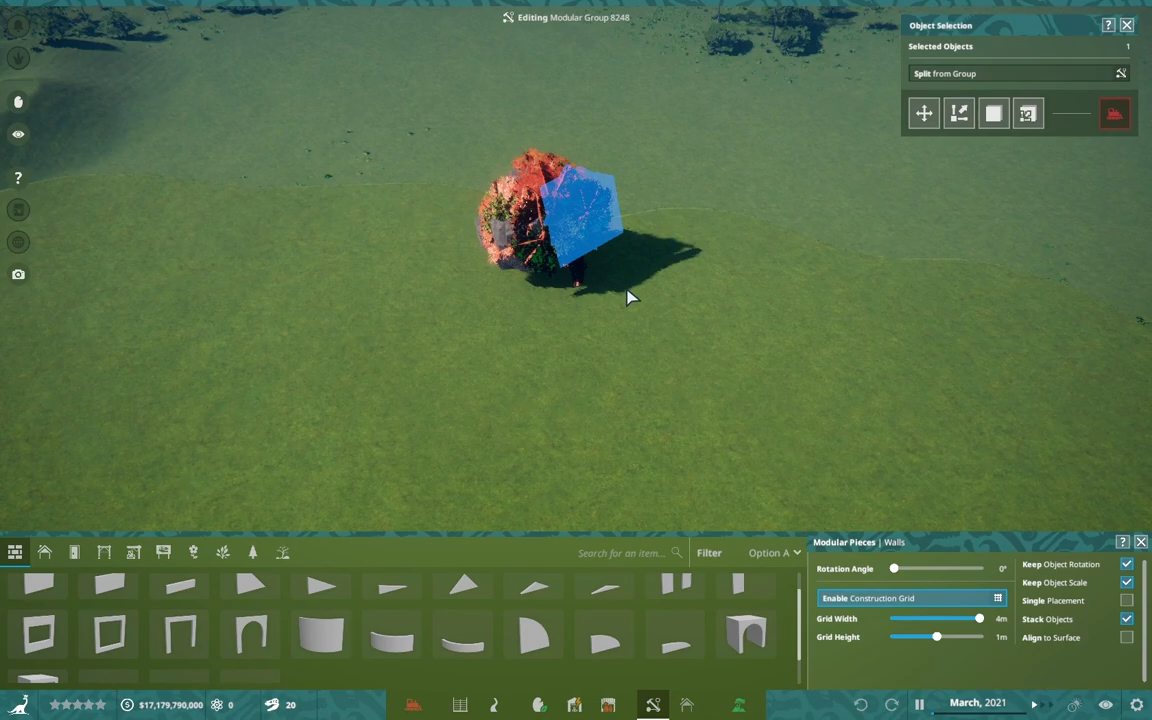 Editing Modular Group 8248
Object Selection
?
Selected Objects 1
Split from Group
?
Search for an item...
Filter
Option A
Modular Pieces | Walls
?
Rotation Angle 0°
Enable Construction Grid
Grid Width 4m
Grid Height 1m
Keep Object Rotation
Keep Object Scale
Single Placement
Stack Objects
Align to Surface
$17,179,790,000
0
20
March, 2021